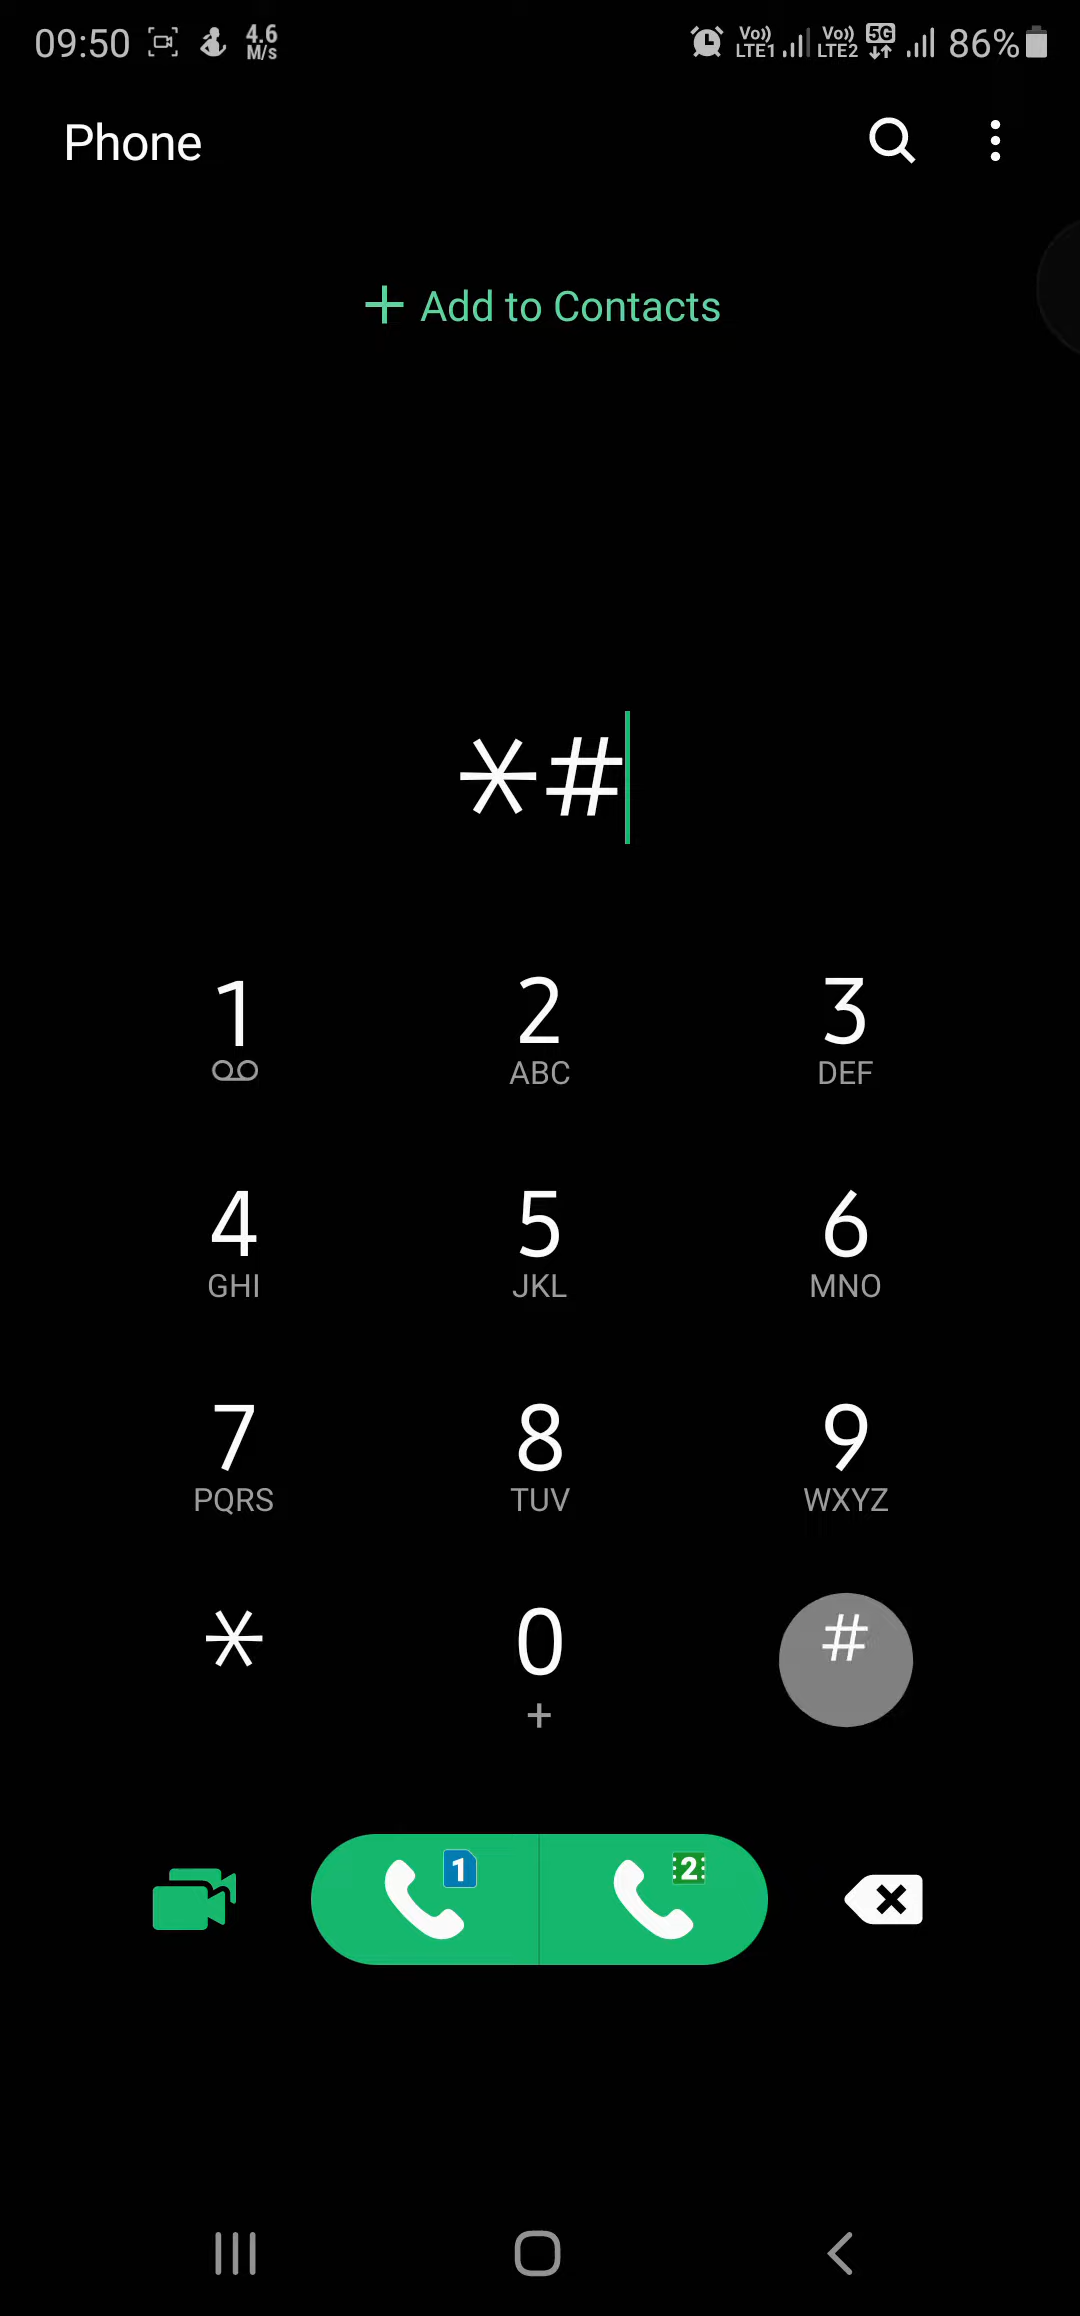 09:50 4.6 M/s Vo)) LTE1 Vo)) LTE2 5G 86%
Phone
+ Add to Contacts
*#
1 2 3
ABC DEF
4 5 6
GHI JKL MNO
7 8 9
PQRS TUV WXYZ
* 0 #
+
1 2